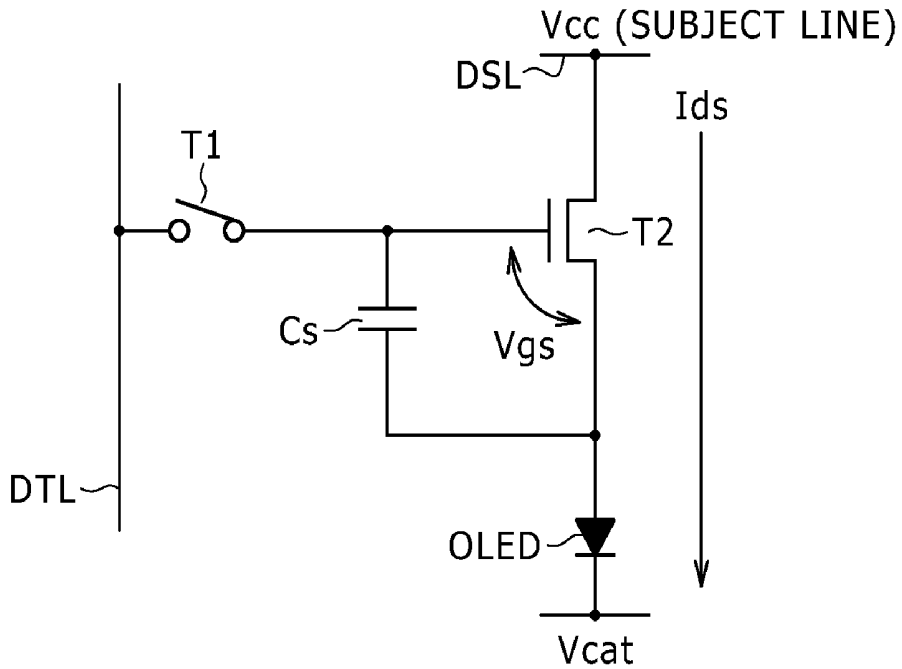 Vcc (SUBJECT LINE)
DSL
Ids
T1
T2
Cs
Vgs
DTL
OLED
Vcat